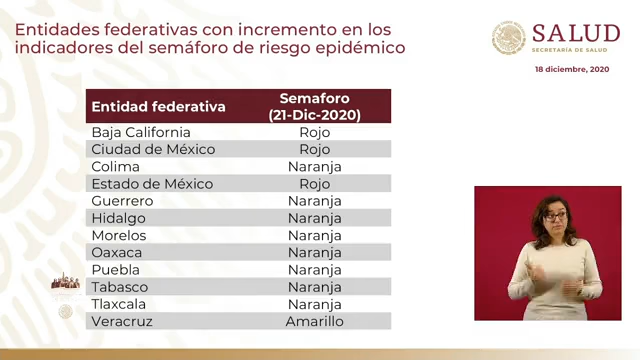 Entidades federativas con incremento en los
indicadores del semáforo de riesgo epidémico
SALUD
SECRETARÍA DE SALUD
18 diciembre, 2020
Entidad federativa Semaforo (21-Dic-2020)
Baja California Rojo
Ciudad de México Rojo
Colima Naranja
Estado de México Rojo
Guerrero Naranja
Hidalgo Naranja
Morelos Naranja
Oaxaca Naranja
Puebla Naranja
Tabasco Naranja
Tlaxcala Naranja
Veracruz Amarillo